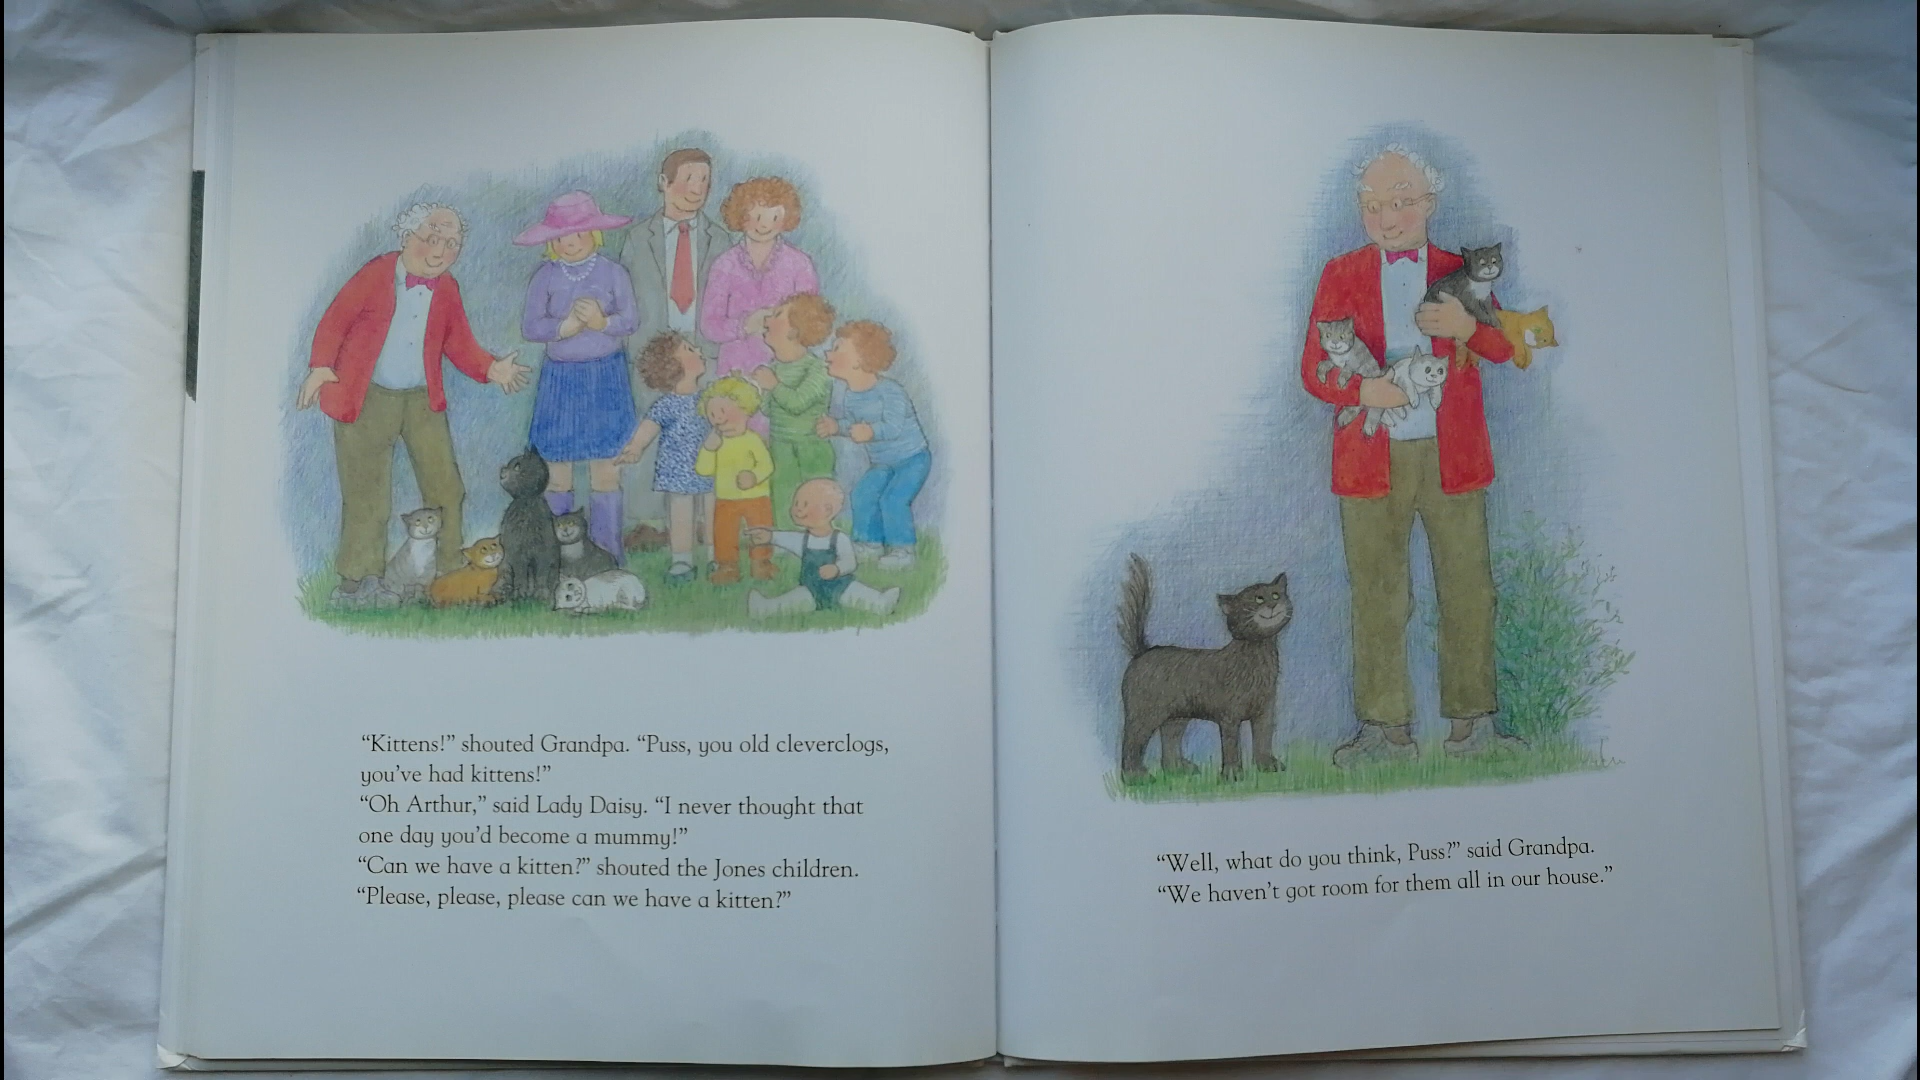 “Kittens!” shouted Grandpa. “Puss, you old cleverclogs,
you’ve had kittens!”
“Oh Arthur,” said Lady Daisy. “I never thought that
one day you’d become a mummy!”
“Can we have a kitten?” shouted the Jones children.
“Please, please, please can we have a kitten?”
“Well, what do you think, Puss?” said Grandpa.
“We haven’t got room for them all in our house.”